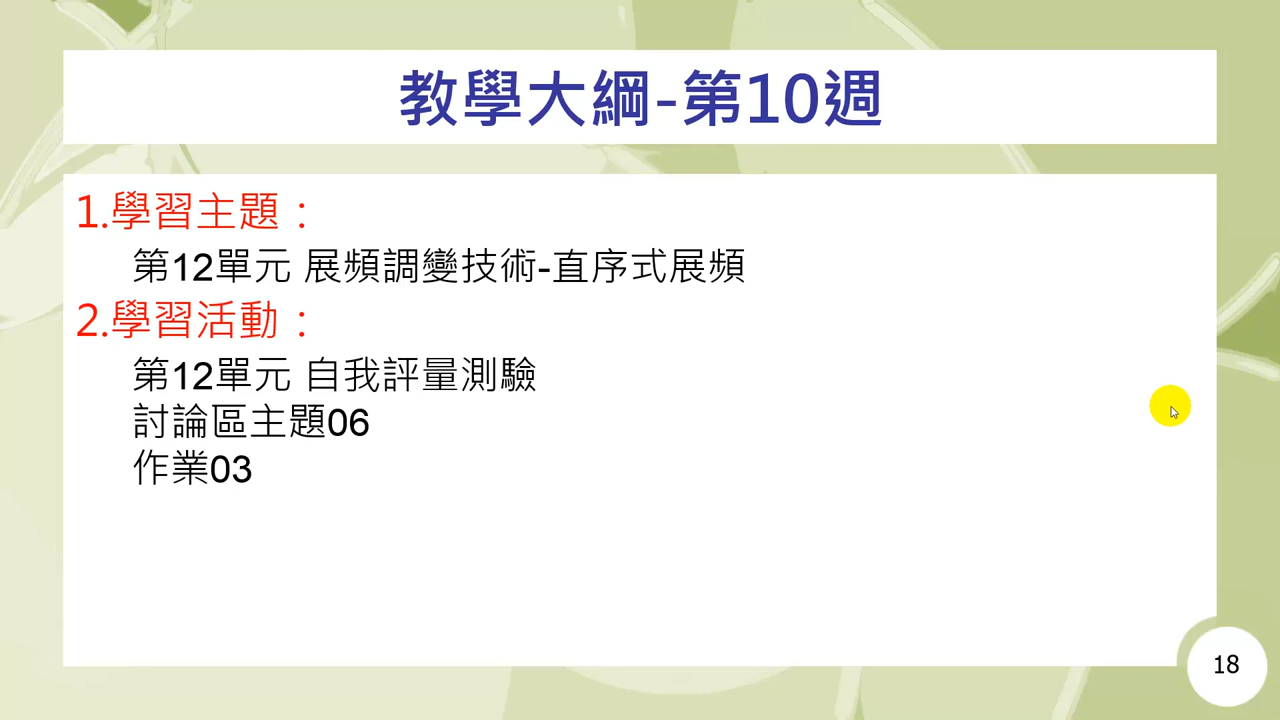 教學大綱-第10週
1.學習主題：
第12單元 展頻調變技術-直序式展頻
2.學習活動：
第12單元 自我評量測驗
討論區主題06
作業03
18